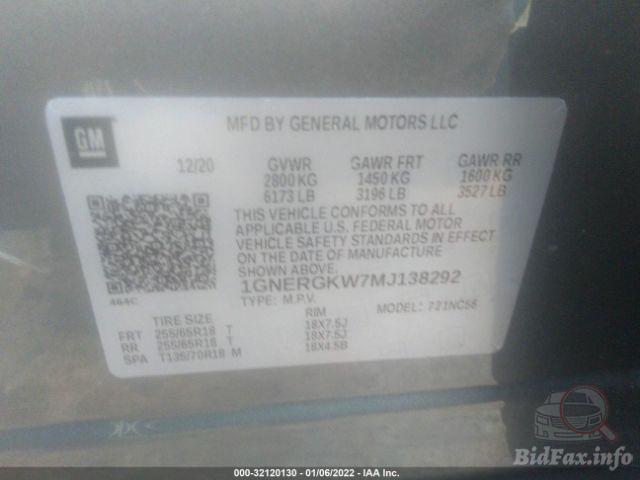 GM
MFD BY GENERAL MOTORS LLC
12/20 GVWR GAWR FRT GAWR RR
2800 KG 1450 KG 1600 KG
6173 LB 3196 LB 3527 LB
THIS VEHICLE CONFORMS TO ALL
APPLICABLE U.S. FEDERAL MOTOR
VEHICLE SAFETY STANDARDS IN EFFECT
ON THE DATE OF MANUFACTURE
SHOWN ABOVE.
464C
1GNERGKW7MJ138292
TYPE: M.P.V. MODEL: 721NC56
TIRE SIZE RIM
FRT 255/65R18 T 18X7.5J
RR 255/65R18 T 18X7.5J
SPA T135/70R18 M 18X4.5B
BidFax.info
000-32120130 - 01/06/2022 - IAA Inc.